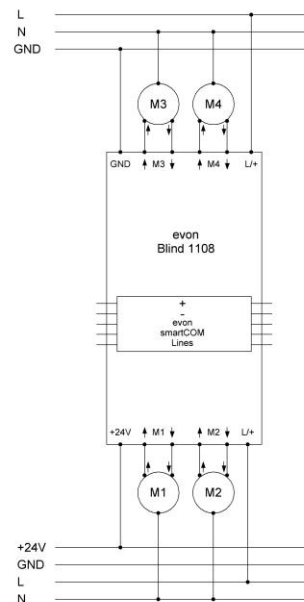 L
N
GND
M3 M4
GND ↑ M3 ↓ ↑ M4 ↓ L/+
evon
Blind 1108
+
-
evon
smartCOM
Lines
+24V ↑ M1 ↓ ↑ M2 ↓ L/+
M1 M2
+24V
GND
L
N